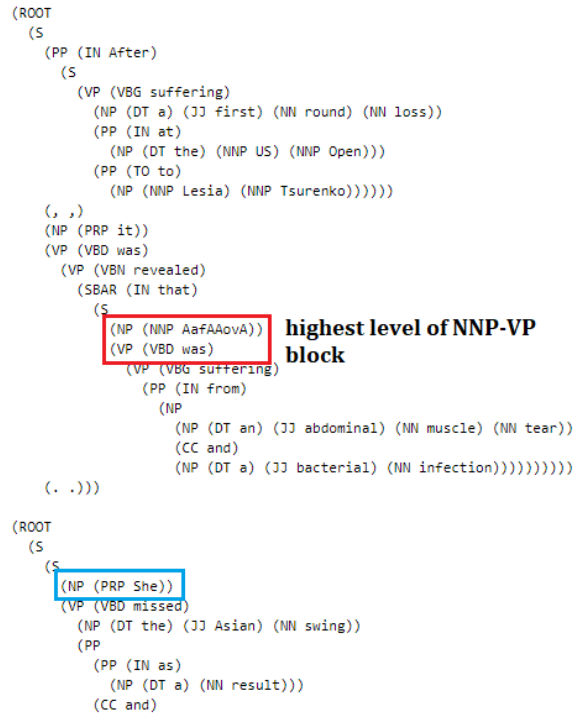 (ROOT
(S
(PP (IN After)
(S
(VP (VBG suffering)
(NP (DT a) (JJ first) (NN round) (NN loss))
(PP (IN at)
(NP (DT the) (NNP US) (NNP Open)))
(PP (TO to)
(NP (NNP Lesia) (NNP Tsurenko))))))
(, ,)
(NP (PRP it))
(VP (VBD was)
(VP (VBN revealed)
(SBAR (IN that)
(S
(NP (NNP AafAAovA)) highest level of NNP-VP
(VP (VBD was) block
(VP (VBG suffering)
(PP (IN from)
(NP
(NP (DT an) (JJ abdominal) (NN muscle) (NN tear))
(CC and)
(NP (DT a) (JJ bacterial) (NN infection))))))))))
(. .)))
(ROOT
(S
(S
(NP (PRP She))
(VP (VBD missed)
(NP (DT the) (JJ Asian) (NN swing))
(PP
(PP (IN as)
(NP (DT a) (NN result)))
(CC and)